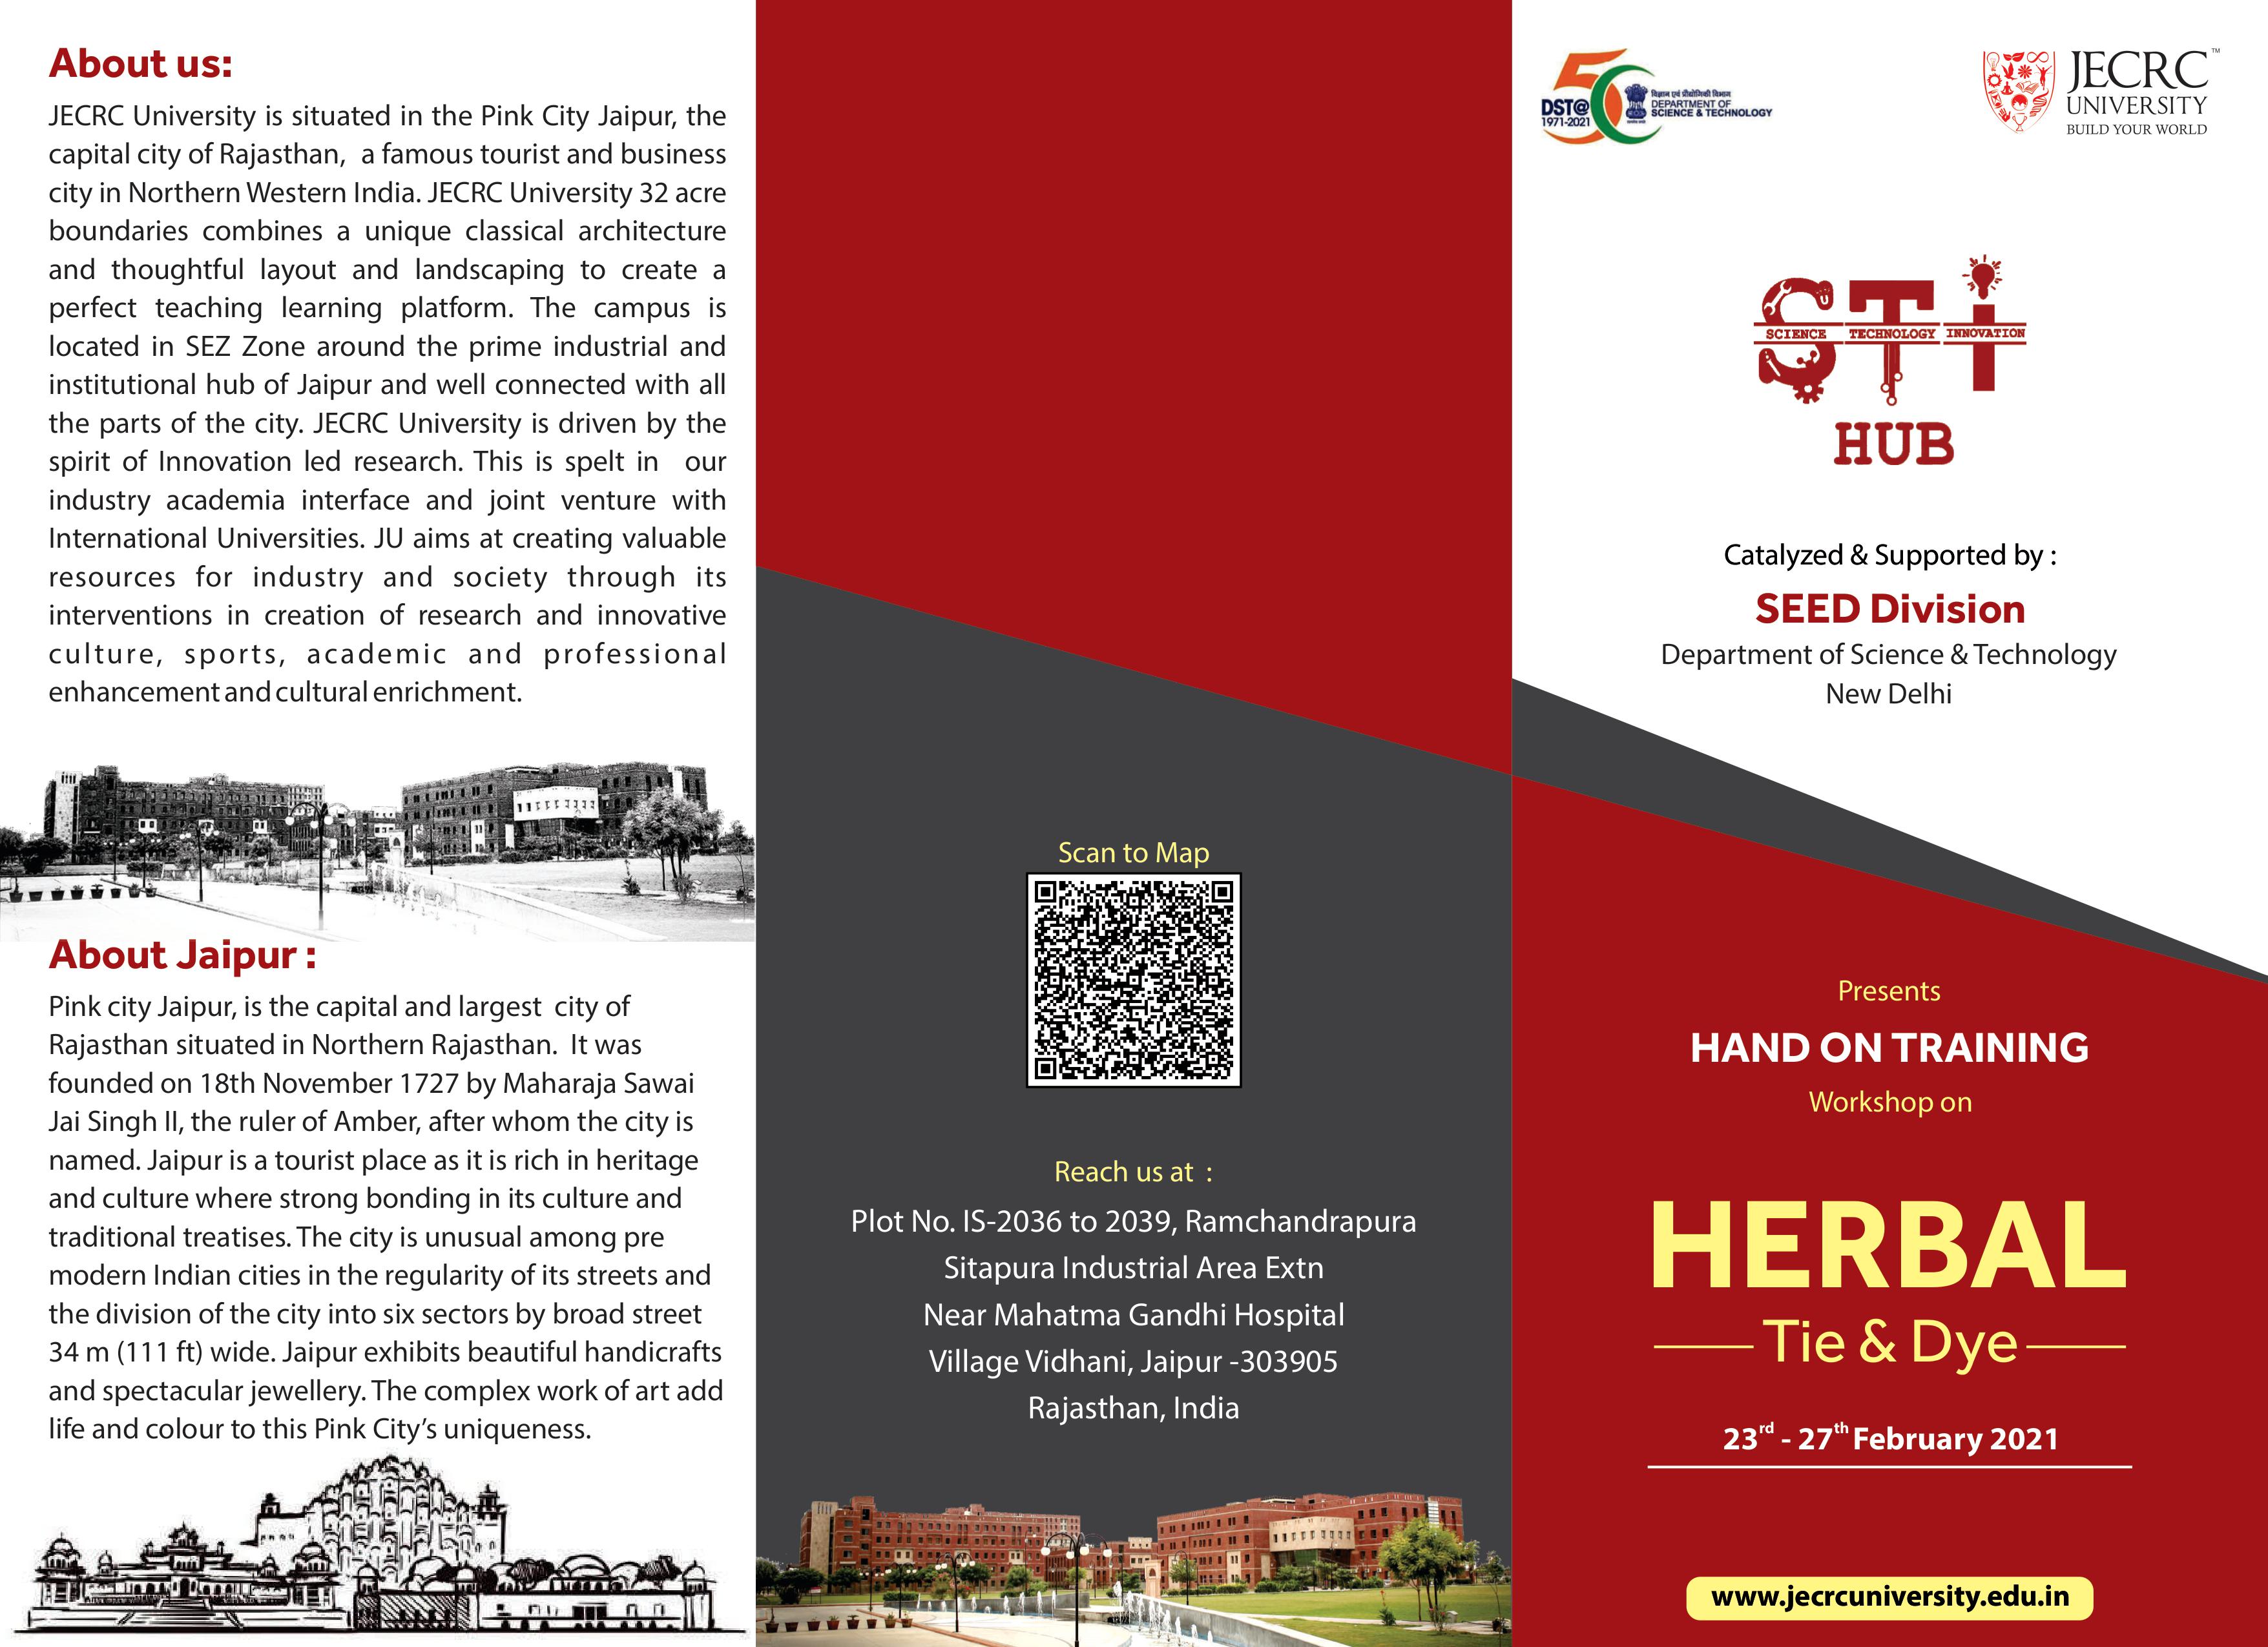 About us:
JECRC University is situated in the Pink City Jaipur, the
capital city of Rajasthan, a famous tourist and business
city in Northern Western India. JECRC University 32 acre
boundaries combines a unique classical architecture
and thoughtful layout and landscaping to create a
perfect teaching learning platform. The campus is
located in SEZ Zone around the prime industrial and
institutional hub of Jaipur and well connected with all
the parts of the city. JECRC University is driven by the
spirit of Innovation led research. This is spelt in our
industry academia interface and joint venture with
International Universities. JU aims at creating valuable
resources for industry and society through its
interventions in creation of research and innovative
culture, sports, academic and professional
enhancement and cultural enrichment.
About Jaipur :
Pink city Jaipur, is the capital and largest city of
Rajasthan situated in Northern Rajasthan. It was
founded on 18th November 1727 by Maharaja Sawai
Jai Singh II, the ruler of Amber, after whom the city is
named. Jaipur is a tourist place as it is rich in heritage
and culture where strong bonding in its culture and
traditional treatises. The city is unusual among pre
modern Indian cities in the regularity of its streets and
the division of the city into six sectors by broad street
34 m (111 ft) wide. Jaipur exhibits beautiful handicrafts
and spectacular jewellery. The complex work of art add
life and colour to this Pink City’s uniqueness.
Scan to Map
Reach us at :
Plot No. IS-2036 to 2039, Ramchandrapura
Sitapura Industrial Area Extn
Near Mahatma Gandhi Hospital
Village Vidhani, Jaipur -303905
Rajasthan, India
50
DST@
1971-2021
विज्ञान एवं प्रौद्योगिकी विभाग
DEPARTMENT OF
SCIENCE & TECHNOLOGY
JECRC™
UNIVERSITY
BUILD YOUR WORLD
STi
SCIENCE TECHNOLOGY INNOVATION
HUB
Catalyzed & Supported by :
SEED Division
Department of Science & Technology
New Delhi
Presents
HAND ON TRAINING
Workshop on
HERBAL
Tie & Dye
23rd - 27th February 2021
www.jecrcuniversity.edu.in